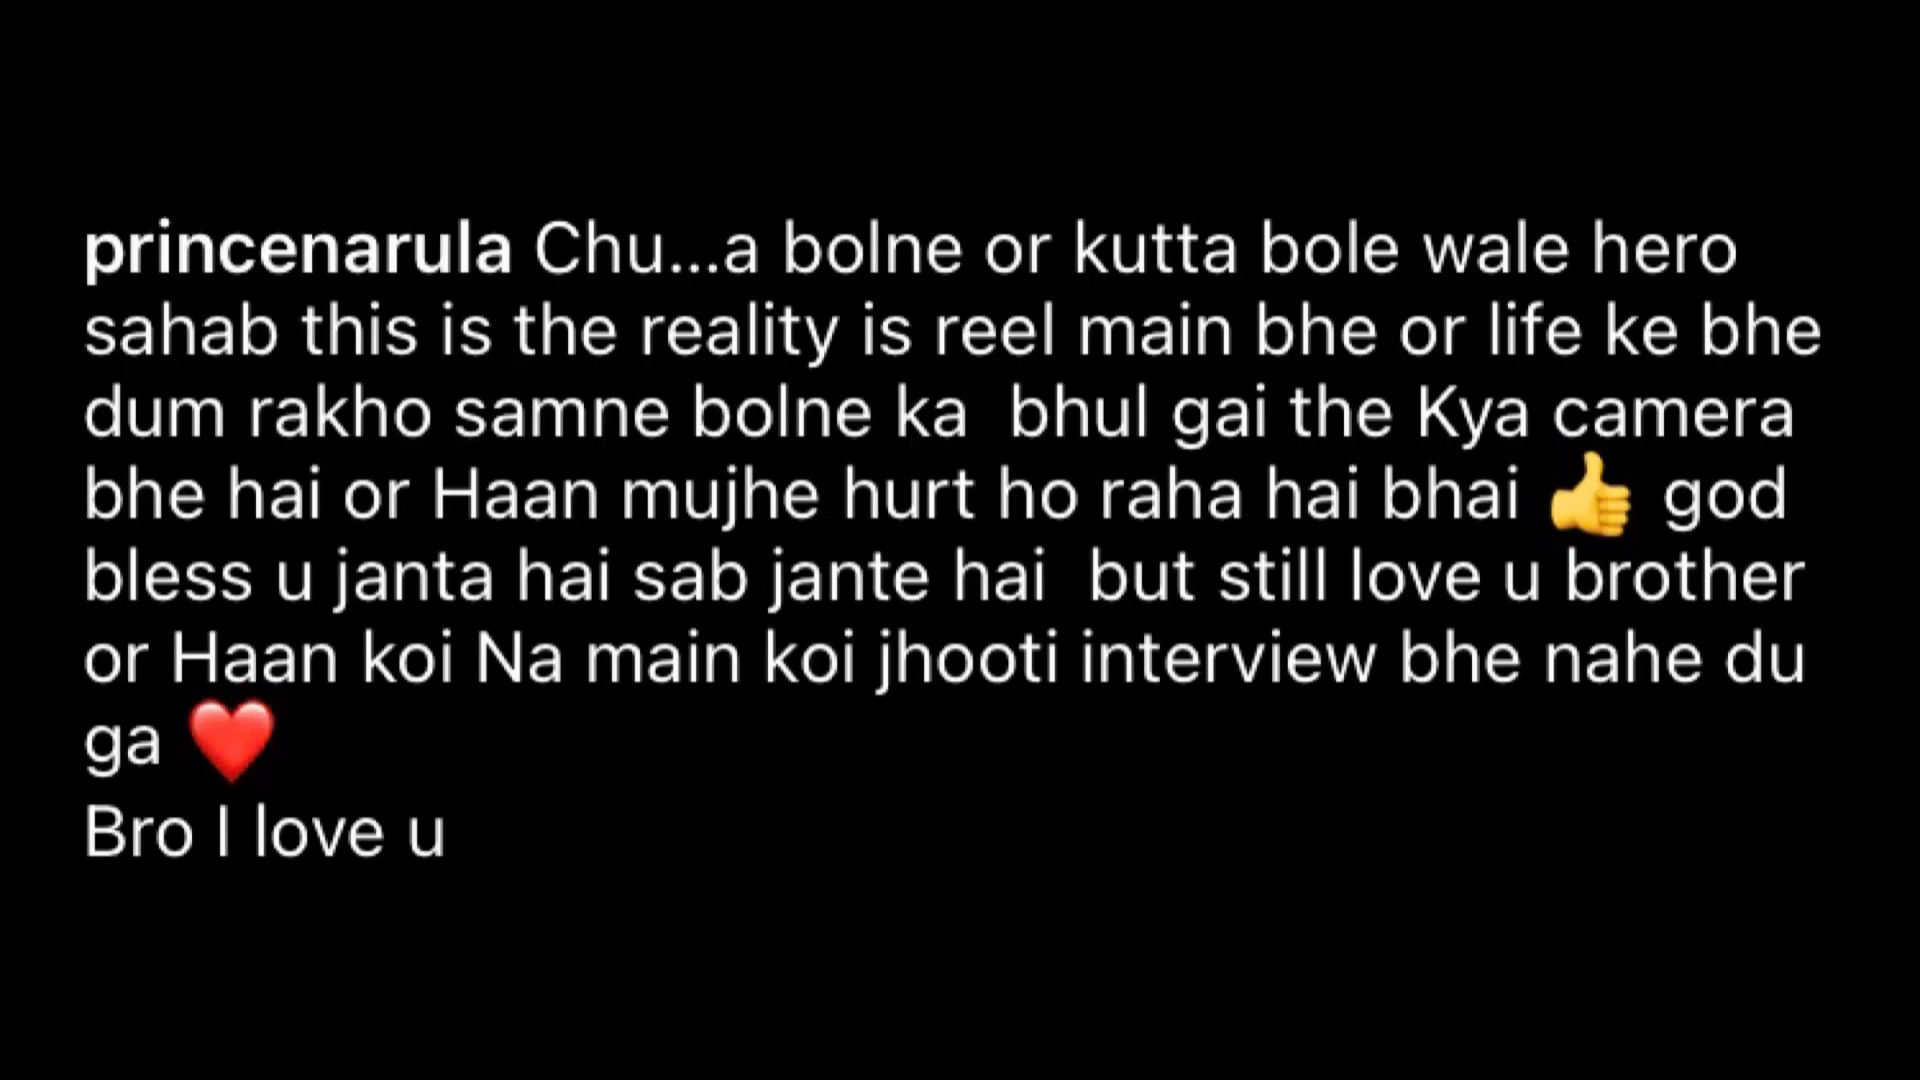 princenarula Chu...a bolne or kutta bole wale hero
sahab this is the reality is reel main bhe or life ke bhe
dum rakho samne bolne ka  bhul gai the Kya camera
bhe hai or Haan mujhe hurt ho raha hai bhai 👍 god
bless u janta hai sab jante hai  but still love u brother
or Haan koi Na main koi jhooti interview bhe nahe du
ga ❤️
Bro I love u